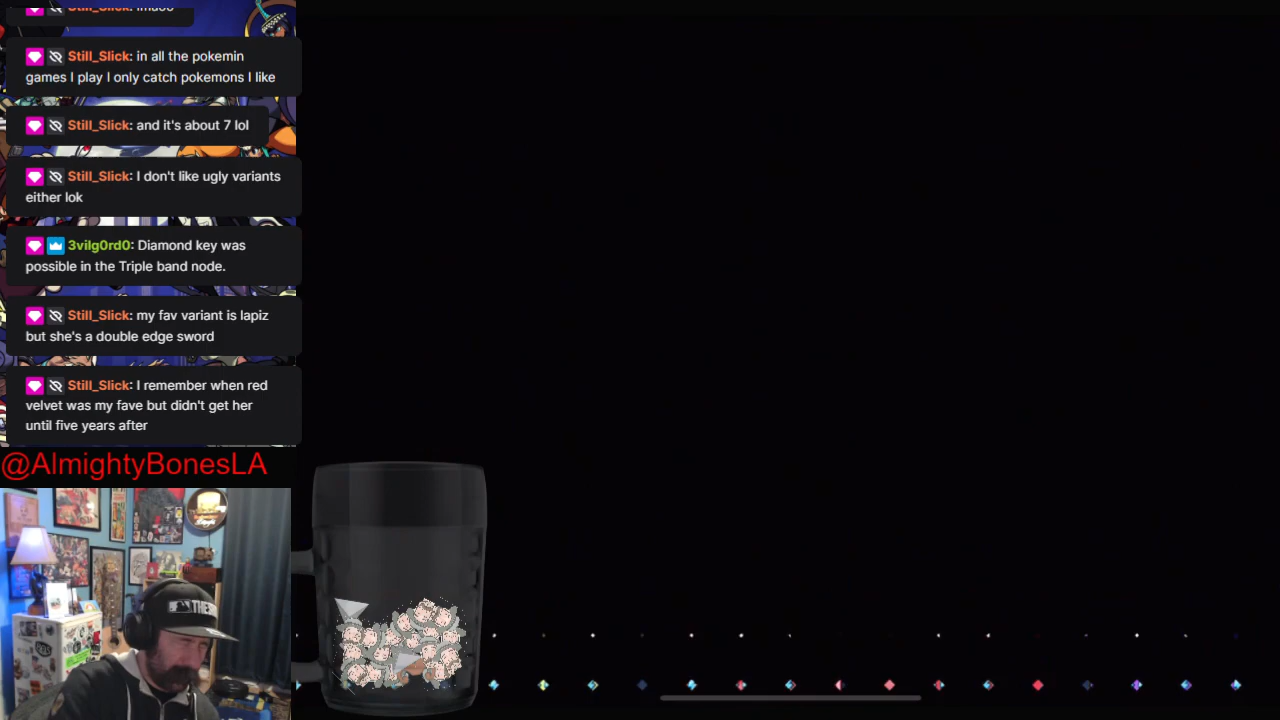 Still_Slick: lmaoo
Still_Slick: in all the pokemin
games I play I only catch pokemons I like
Still_Slick: and it's about 7 lol
Still_Slick: I don't like ugly variants
either lok
3vilg0rd0: Diamond key was
possible in the Triple band node.
Still_Slick: my fav variant is lapiz
but she's a double edge sword
Still_Slick: I remember when red
velvet was my fave but didn't get her
until five years after
@AlmightyBonesLA